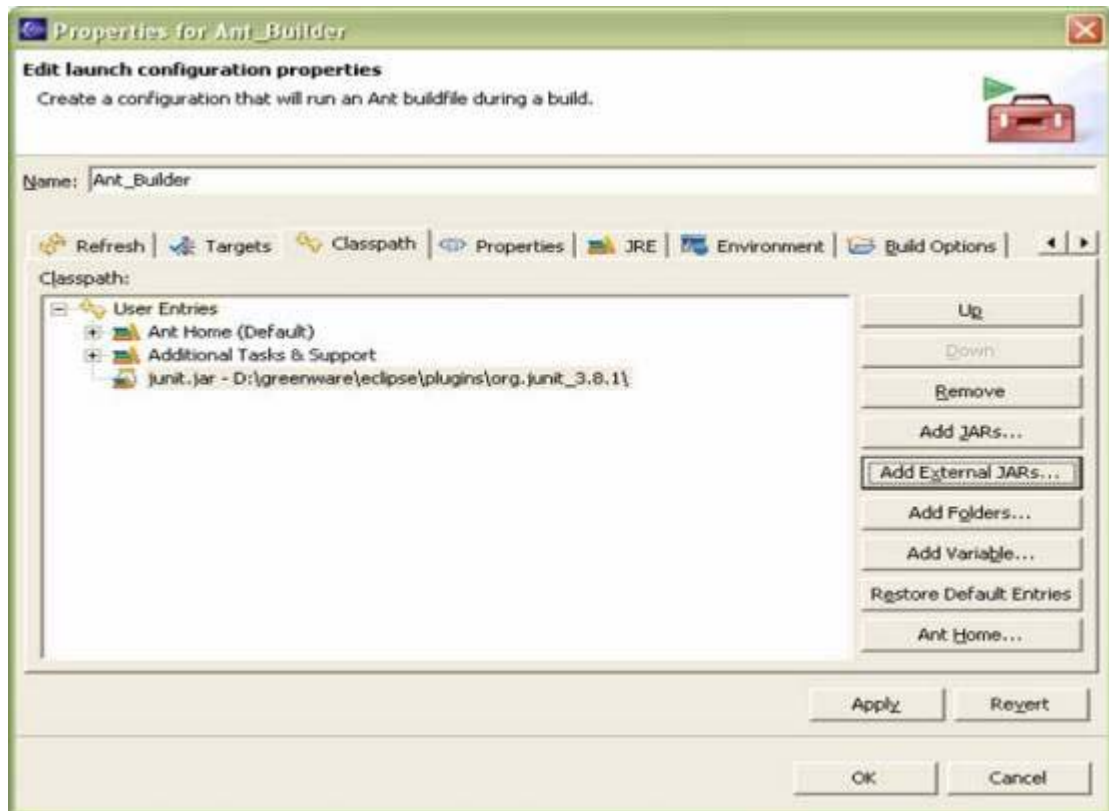 Properties for Ant_Builder
Edit launch configuration properties
Create a configuration that will run an Ant buildfile during a build.
Name: Ant_Builder
Refresh Targets Classpath Properties JRE Environment Build Options
Classpath:
User Entries
Ant Home (Default)
Additional Tasks & Support
junit.jar - D:\greenware\eclipse\plugins\org.junit_3.8.1\
Up
Down
Remove
Add JARs...
Add External JARs...
Add Folders...
Add Variable...
Restore Default Entries
Ant Home...
Apply Revert
OK Cancel